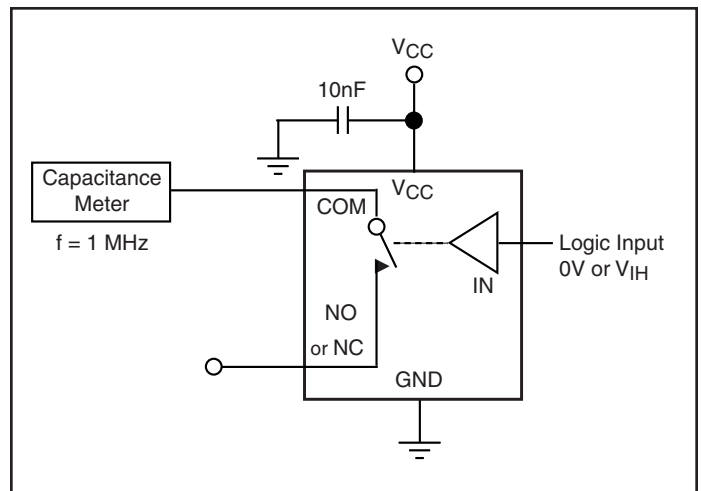 VCC
10nF
Capacitance
Meter
f = 1 MHz
VCC
COM
Logic Input
0V or VIH
IN
NO
or NC
GND